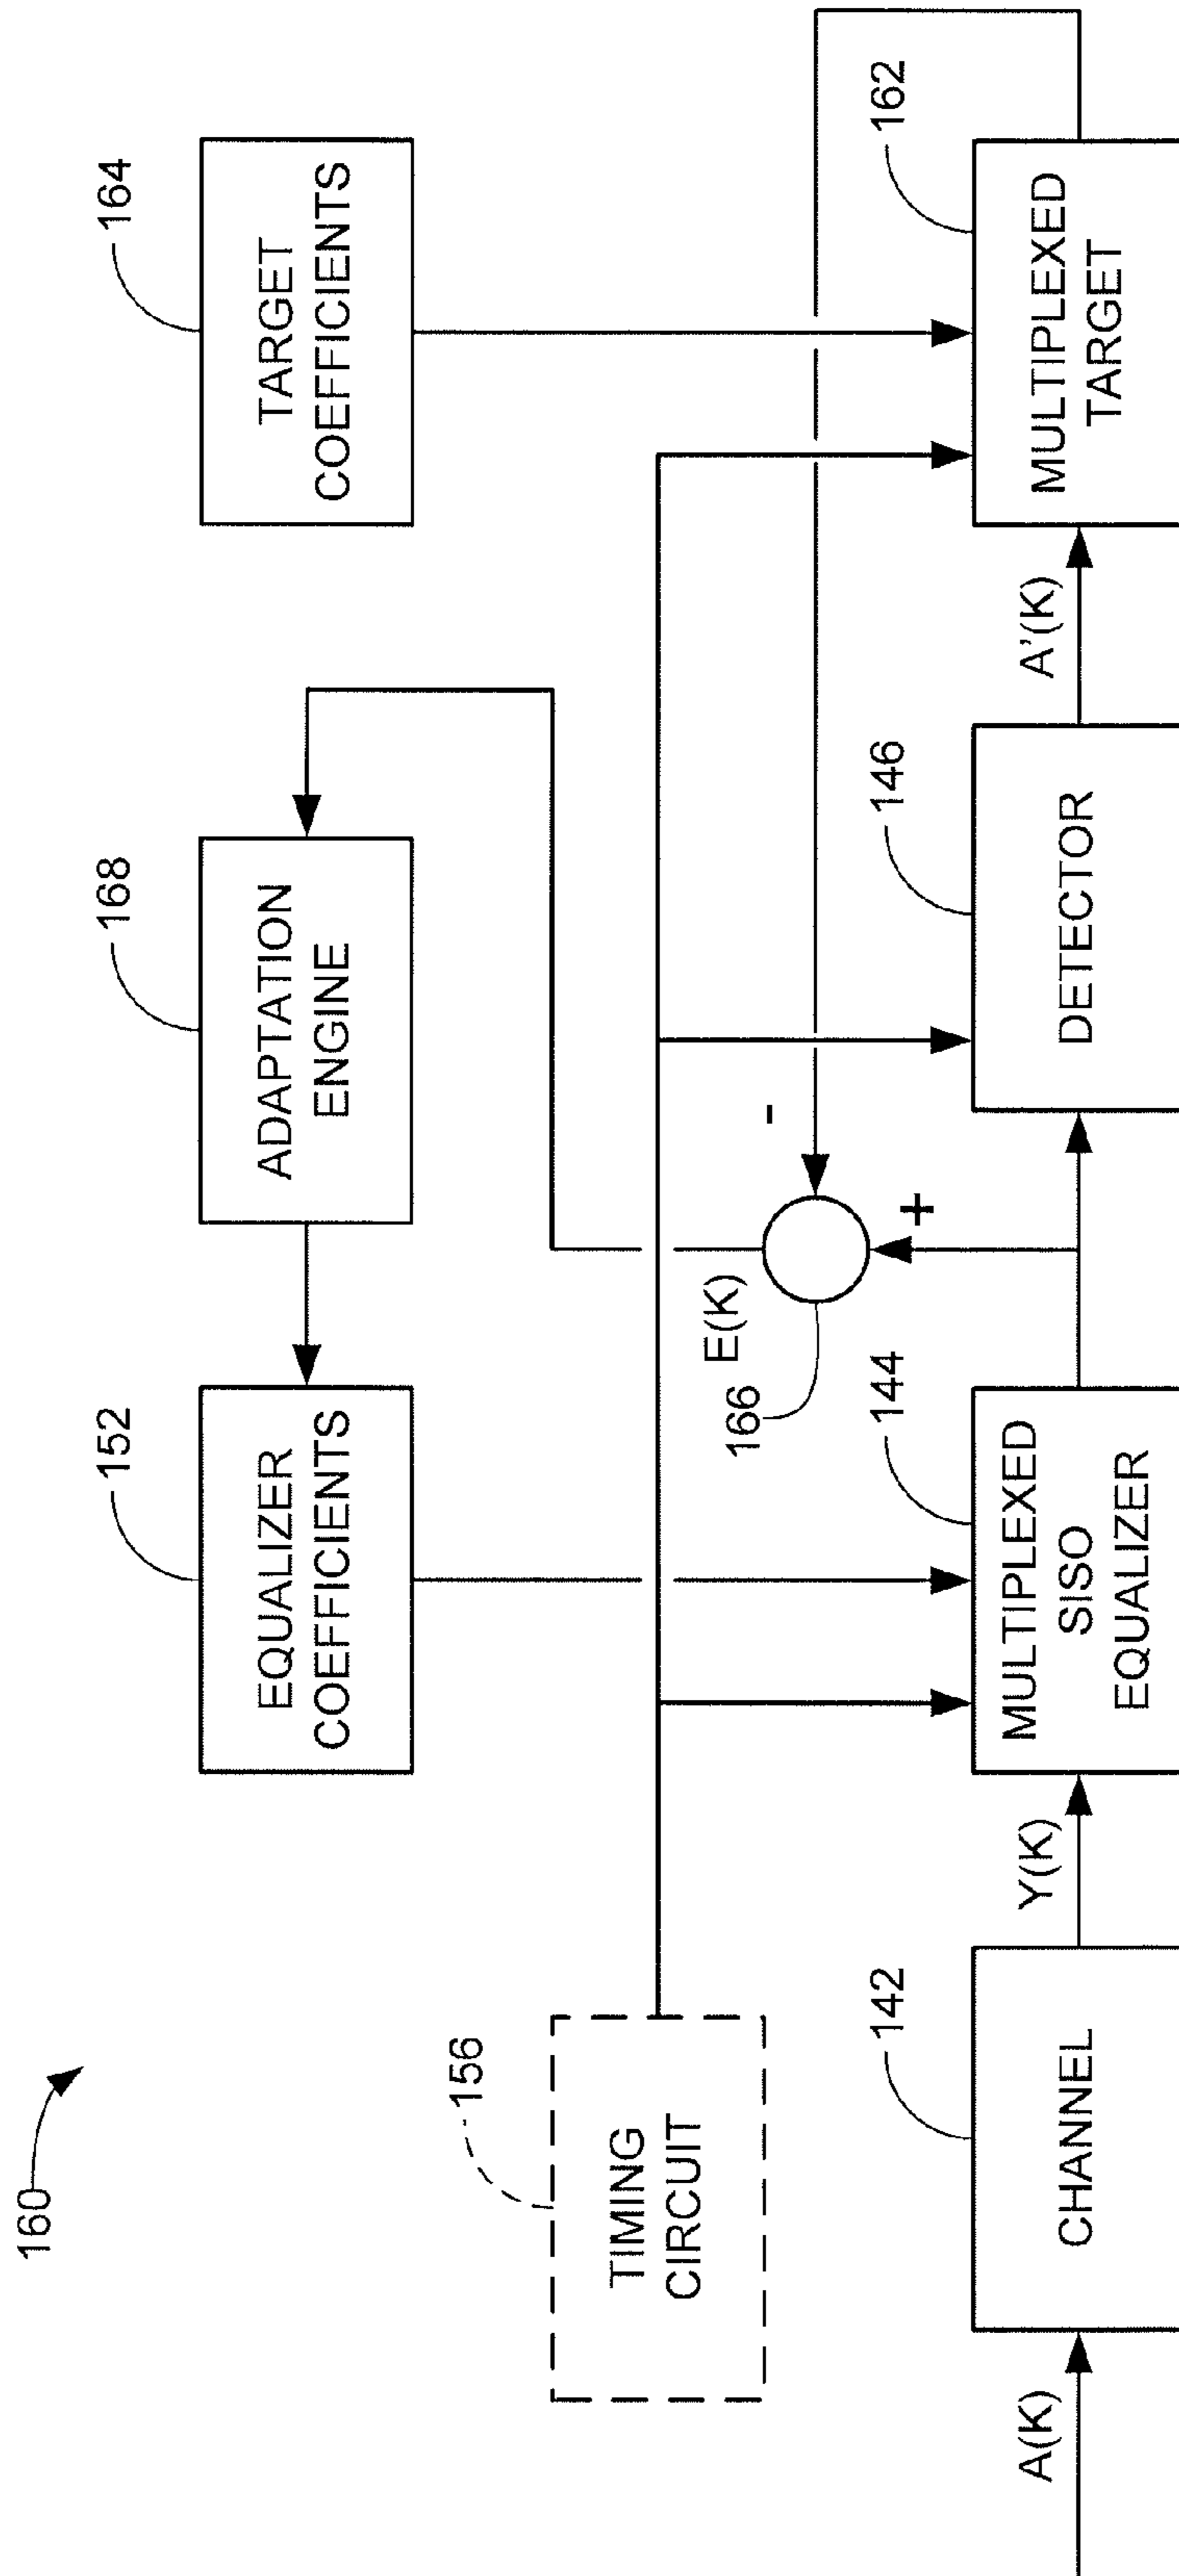 160
152
168
164
EQUALIZER
COEFFICIENTS
ADAPTATION
ENGINE
TARGET
COEFFICIENTS
156
TIMING
CIRCUIT
E(K)
-
+
166
142
144
146
162
A(K)
CHANNEL
Y(K)
MULTIPLEXED
SISO
EQUALIZER
DETECTOR
A'(K)
MULTIPLEXED
TARGET